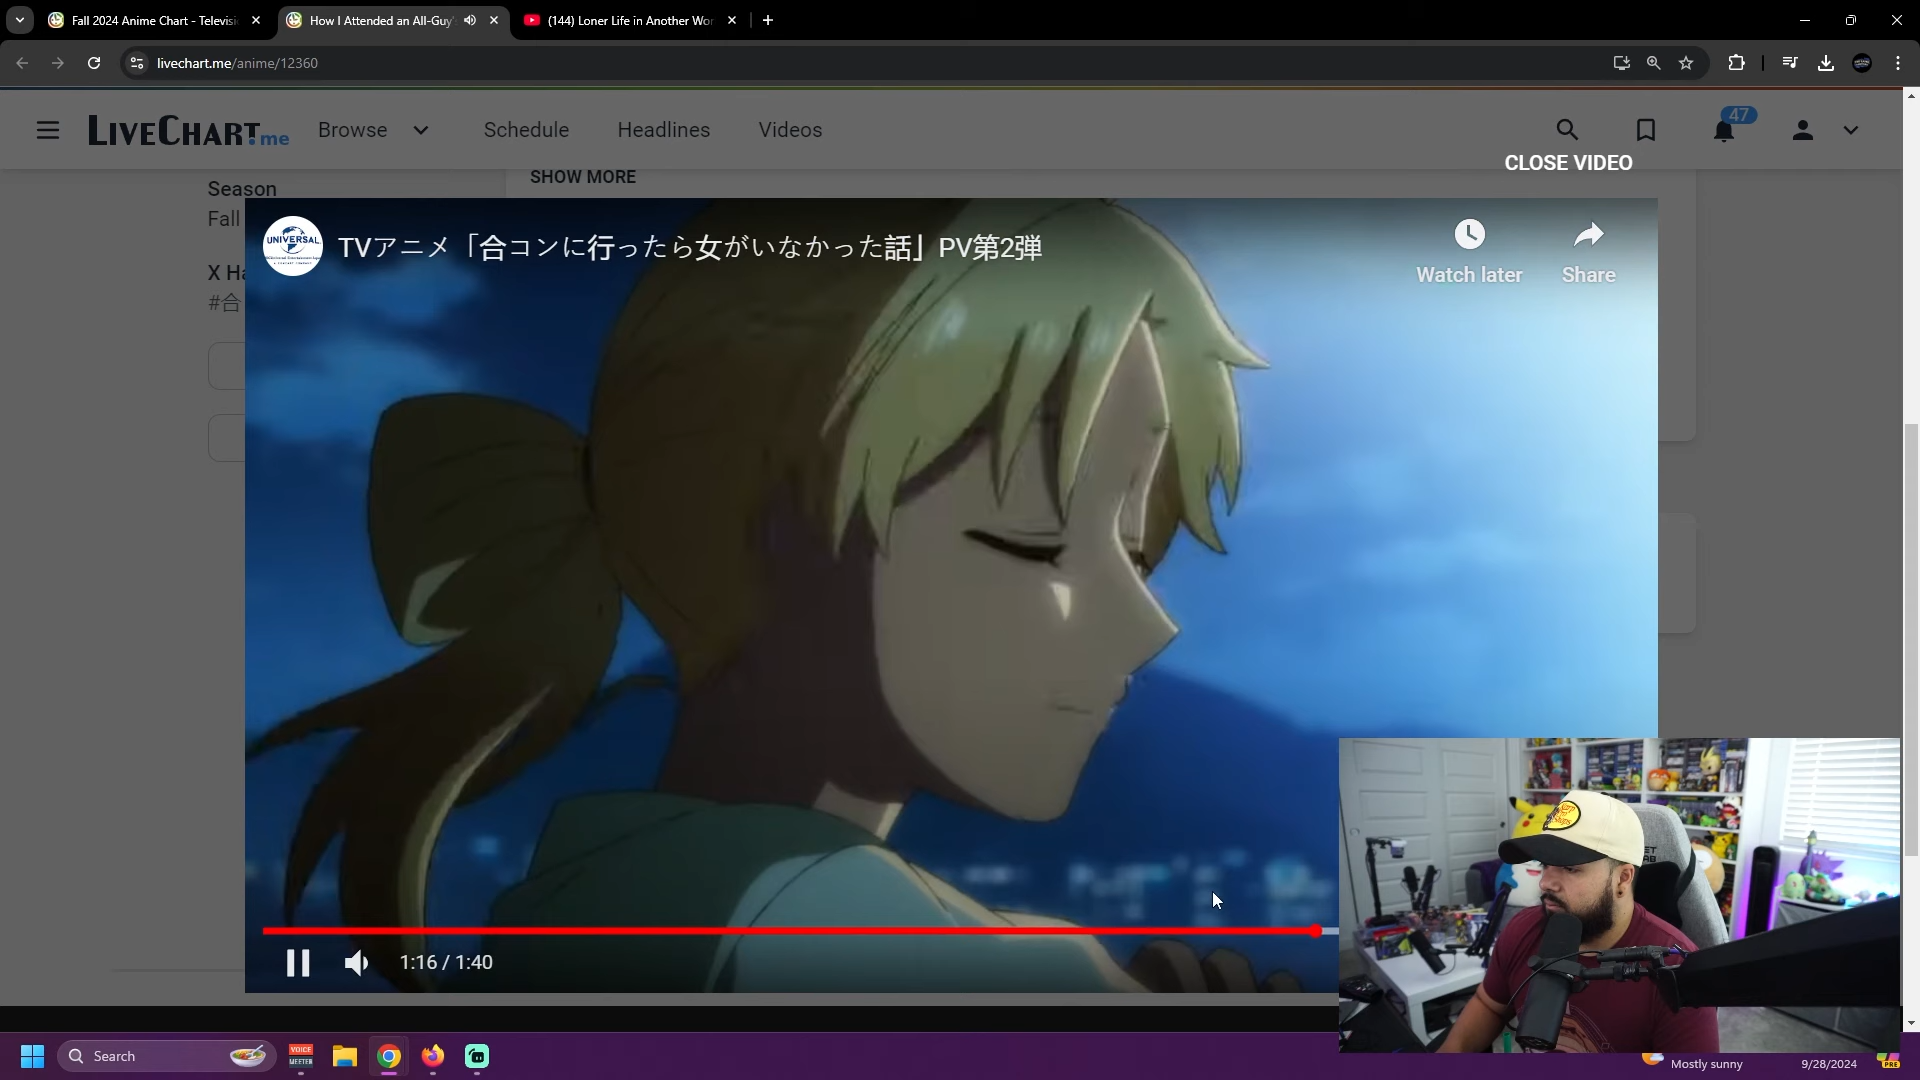 Fall 2024 Anime Chart - Televisi
How I Attended an All-Guy'
(144) Loner Life in Another Wor
livechart.me/anime/12360
LIVECHART.me
Browse
Schedule
Headlines
Videos
47
CLOSE VIDEO
SHOW MORE
Season
Fall
X Ha
#合
UNIVERSAL
TVアニメ「合コンに行ったら女がいなかった話」PV第2弾
Watch later
Share
1:16 / 1:40
Search
VOICE
MEETER
Mostly sunny
9/28/2024
PRE